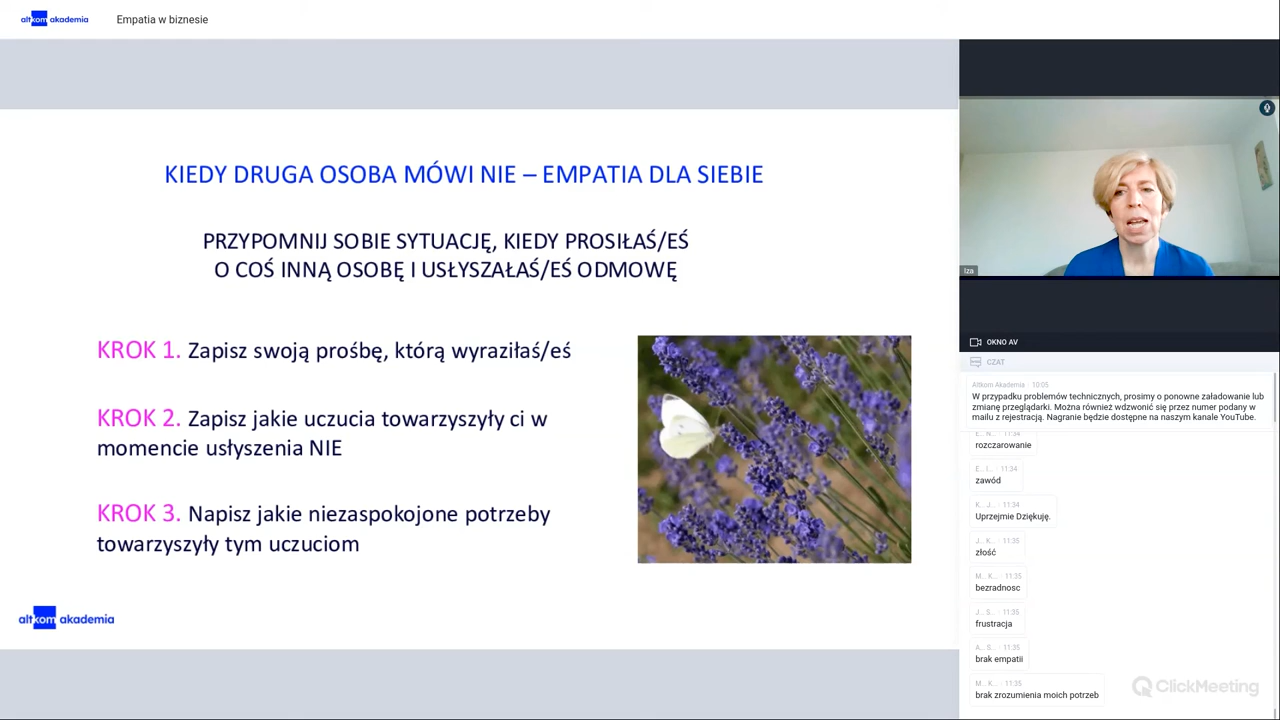 altkom akademia
Empatia w biznesie
KIEDY DRUGA OSOBA MÓWI NIE – EMPATIA DLA SIEBIE
PRZYPOMNIJ SOBIE SYTUACJĘ, KIEDY PROSIŁAŚ/EŚ
O COŚ INNĄ OSOBĘ I USŁYSZAŁAŚ/EŚ ODMOWĘ
KROK 1. Zapisz swoją prośbę, którą wyraziłaś/eś
KROK 2. Zapisz jakie uczucia towarzyszyły ci w
momencie usłyszenia NIE
KROK 3. Napisz jakie niezaspokojone potrzeby
towarzyszyły tym uczuciom
altkom akademia
Iza
OKNO AV
CZAT
Altkom Akademia · 10:05
W przypadku problemów technicznych, prosimy o ponowne załadowanie lub
zmianę przeglądarki. Można również wdzwonić się przez numer podany w
mailu z rejestracją. Nagranie będzie dostępne na naszym kanale YouTube.
E... N... · 11:34
rozczarowanie
E... I... · 11:34
zawód
K... J... · 11:34
Uprzejmie Dziękuję.
J... K... · 11:35
złość
M... K... · 11:35
bezradnosc
J... S... · 11:35
frustracja
A... S... · 11:35
brak empatii
M... K... · 11:35
brak zrozumienia moich potrzeb
ClickMeeting